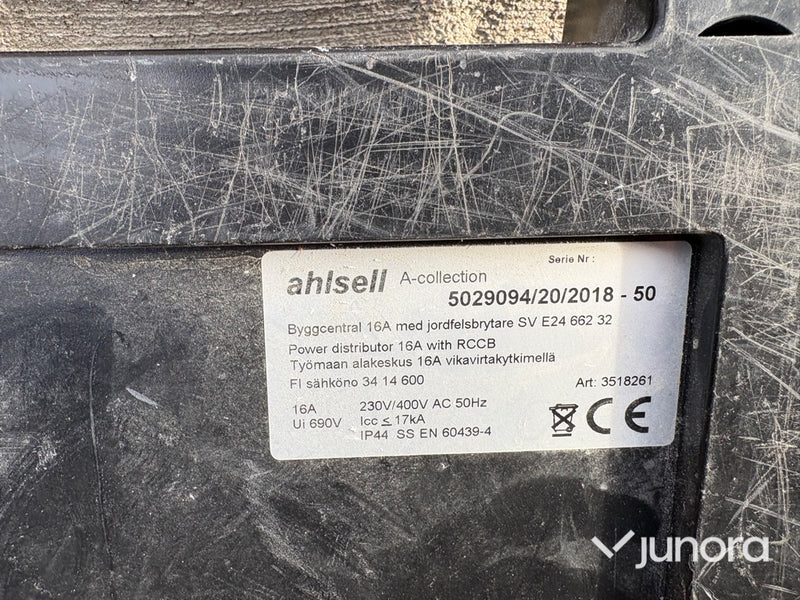 Serie Nr :
ahlsell A-collection
5029094/20/2018 - 50
Byggcentral 16A med jordfelsbrytare SV E24 662 32
Power distributor 16A with RCCB
Työmaan alakeskus 16A vikavirtakytkimellä
FI sähköno 34 14 600
Art: 3518261
16A 230V/400V AC 50Hz
Ui 690V Icc ≤ 17kA
IP44 SS EN 60439-4
CE
junora